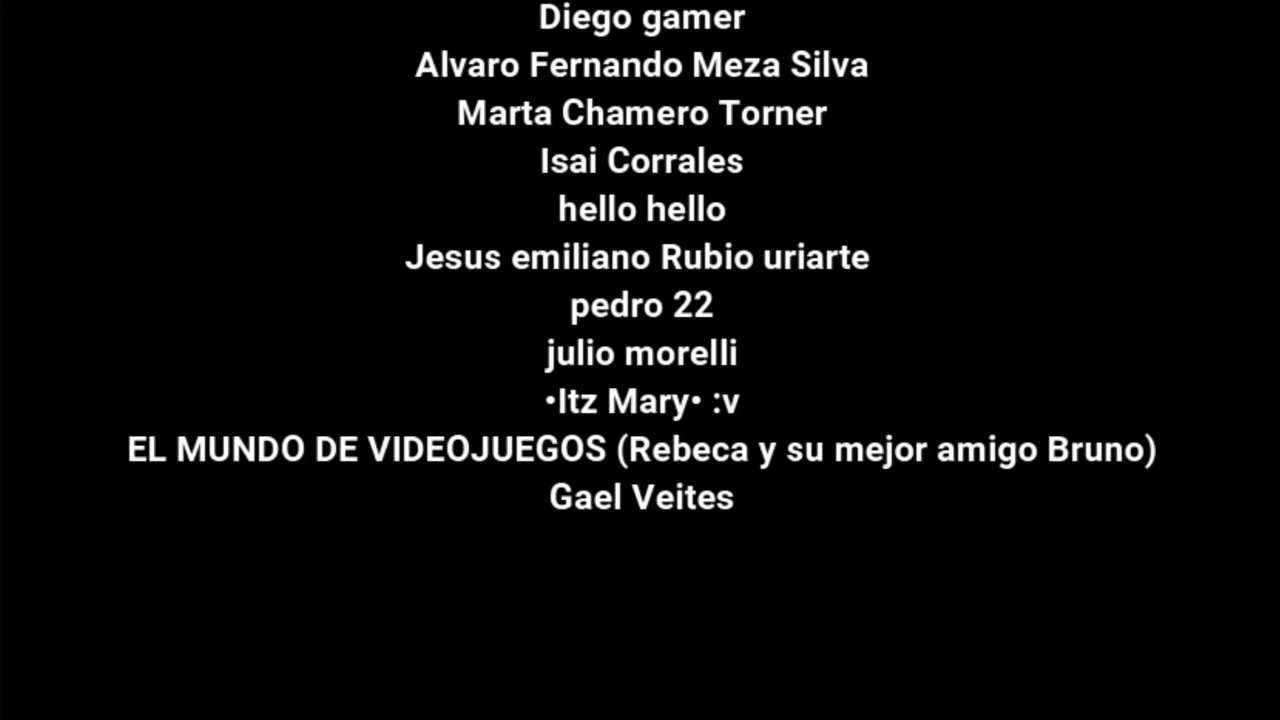 Diego gamer
Alvaro Fernando Meza Silva
Marta Chamero Torner
Isai Corrales
hello hello
Jesus emiliano Rubio uriarte
pedro 22
julio morelli
•Itz Mary• :v
EL MUNDO DE VIDEOJUEGOS (Rebeca y su mejor amigo Bruno)
Gael Veites